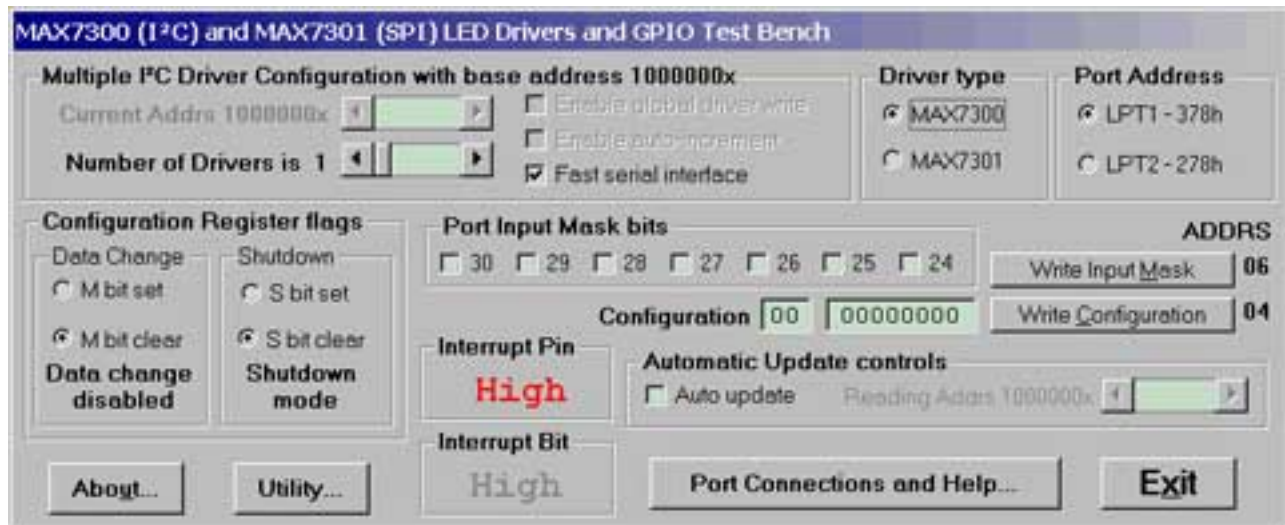 MAX7300 (I²C) and MAX7301 (SPI) LED Drivers and GPIO Test Bench
Multiple I²C Driver Configuration with base address 1000000x
Current Addrs 1000000x
Enable global driver write
Enable auto-increment
Number of Drivers is 1
Fast serial interface
Driver type
MAX7300
MAX7301
Port Address
LPT1 - 378h
LPT2 - 278h
Configuration Register flags
Data Change
M bit set
M bit clear
Data change
disabled
Shutdown
S bit set
S bit clear
Shutdown
mode
Port Input Mask bits
30 29 28 27 26 25 24
ADDRS
Write Input Mask 06
Configuration 00 00000000
Write Configuration 04
Interrupt Pin
High
Automatic Update controls
Auto update
Reading Addrs 1000000x
Interrupt Bit
High
About...
Utility...
Port Connections and Help...
Exit